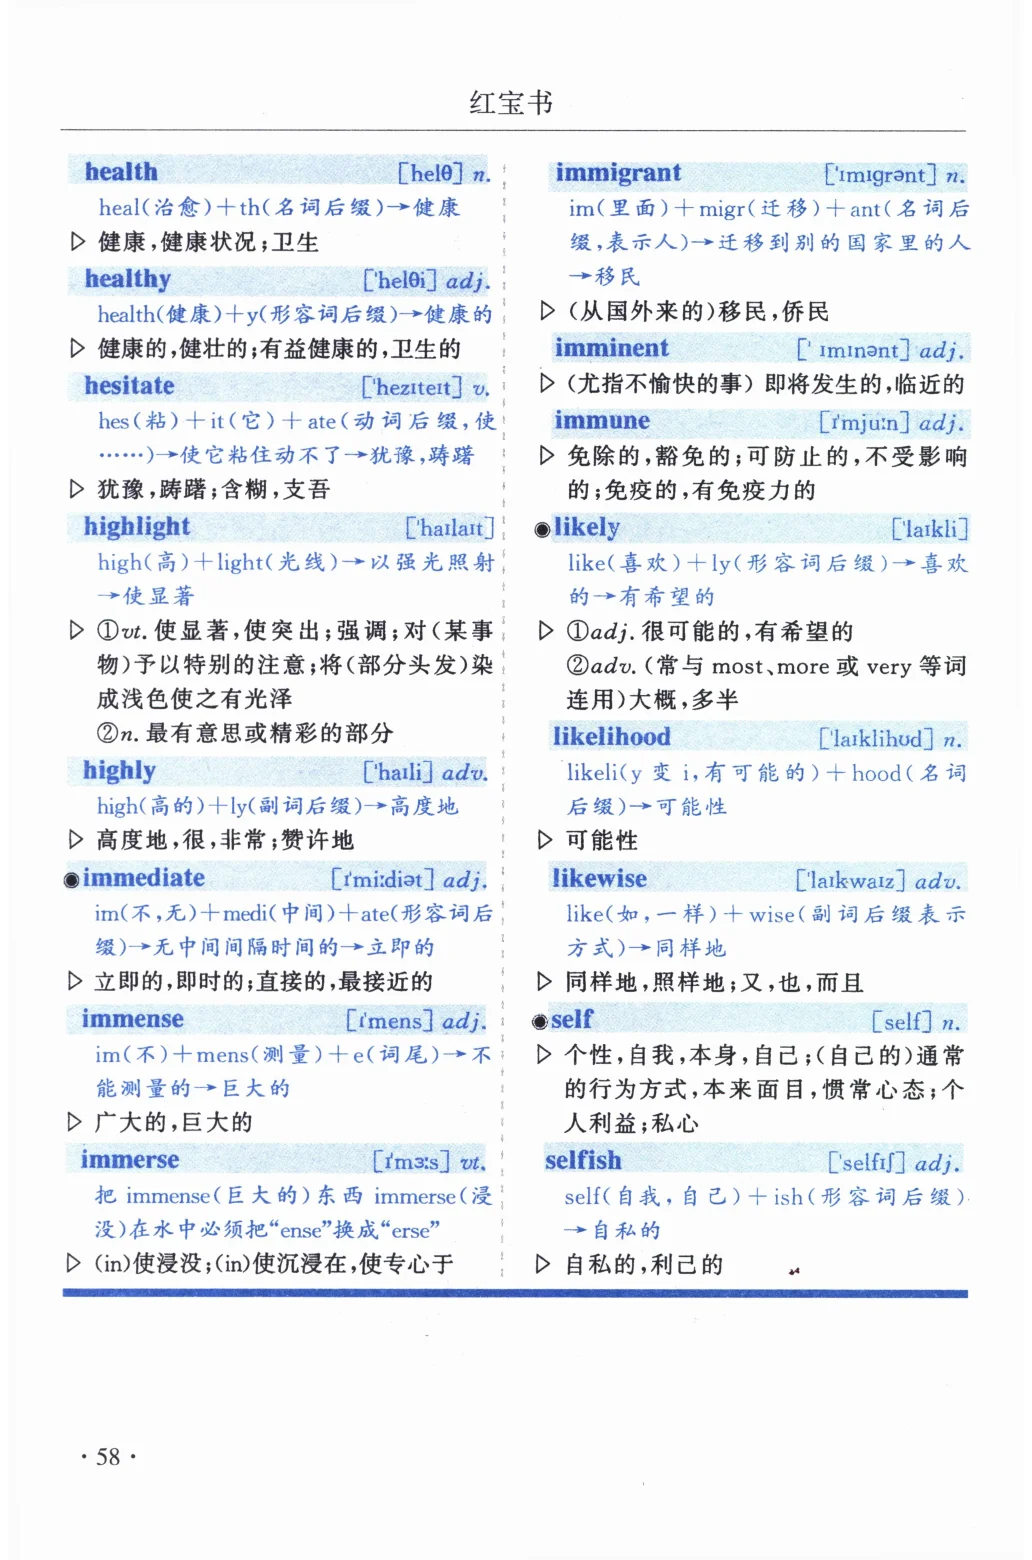 红宝书
health [helθ] n.
heal(治愈)＋th(名词后缀)→健康
▷ 健康,健康状况;卫生
healthy ['helθi] adj.
health(健康)＋y(形容词后缀)→健康的
▷ 健康的,健壮的;有益健康的,卫生的
hesitate ['hezɪteɪt] v.
hes(粘)＋it(它)＋ate(动词后缀,使
……)→使它粘住动不了→犹豫,踌躇
▷ 犹豫,踌躇;含糊,支吾
highlight ['haɪlaɪt]
high(高)＋light(光线)→以强光照射
→使显著
▷ ①vt. 使显著,使突出;强调;对(某事
物)予以特别的注意;将(部分头发)染
成浅色使之有光泽
②n. 最有意思或精彩的部分
highly ['haɪli] adv.
high(高的)＋ly(副词后缀)→高度地
▷ 高度地,很,非常;赞许地
◉immediate [ɪ'miːdiət] adj.
im(不,无)＋medi(中间)＋ate(形容词后
缀)→无中间间隔时间的→立即的
▷ 立即的,即时的;直接的,最接近的
immense [ɪ'mens] adj.
im(不)＋mens(测量)＋e(词尾)→不
能测量的→巨大的
▷ 广大的,巨大的
immerse [ɪ'mɜːs] vt.
把 immense(巨大的)东西 immerse(浸
没)在水中必须把“ense”换成“erse”
▷ (in)使浸没;(in)使沉浸在,使专心于
immigrant ['ɪmɪgrənt] n.
im(里面)＋migr(迁移)＋ant(名词后
缀,表示人)→迁移到别的国家里的人
→移民
▷ (从国外来的)移民,侨民
imminent [' ɪmɪnənt] adj.
▷ (尤指不愉快的事) 即将发生的,临近的
immune [ɪ'mjuːn] adj.
▷ 免除的,豁免的;可防止的,不受影响
的;免疫的,有免疫力的
◉likely ['laɪkli]
like(喜欢)＋ly(形容词后缀)→喜欢
的→有希望的
▷ ①adj. 很可能的,有希望的
②adv. (常与 most、more 或 very 等词
连用)大概,多半
likelihood ['laɪklihʊd] n.
likeli(y 变 i,有可能的)＋hood(名词
后缀)→可能性
▷ 可能性
likewise ['laɪkwaɪz] adv.
like(如,一样)＋wise(副词后缀表示
方式)→同样地
▷ 同样地,照样地;又,也,而且
◉self [self] n.
▷ 个性,自我,本身,自己;(自己的)通常
的行为方式,本来面目,惯常心态;个
人利益;私心
selfish ['selfɪʃ] adj.
self(自我,自己)＋ish(形容词后缀)
→自私的
▷ 自私的,利己的
·58·